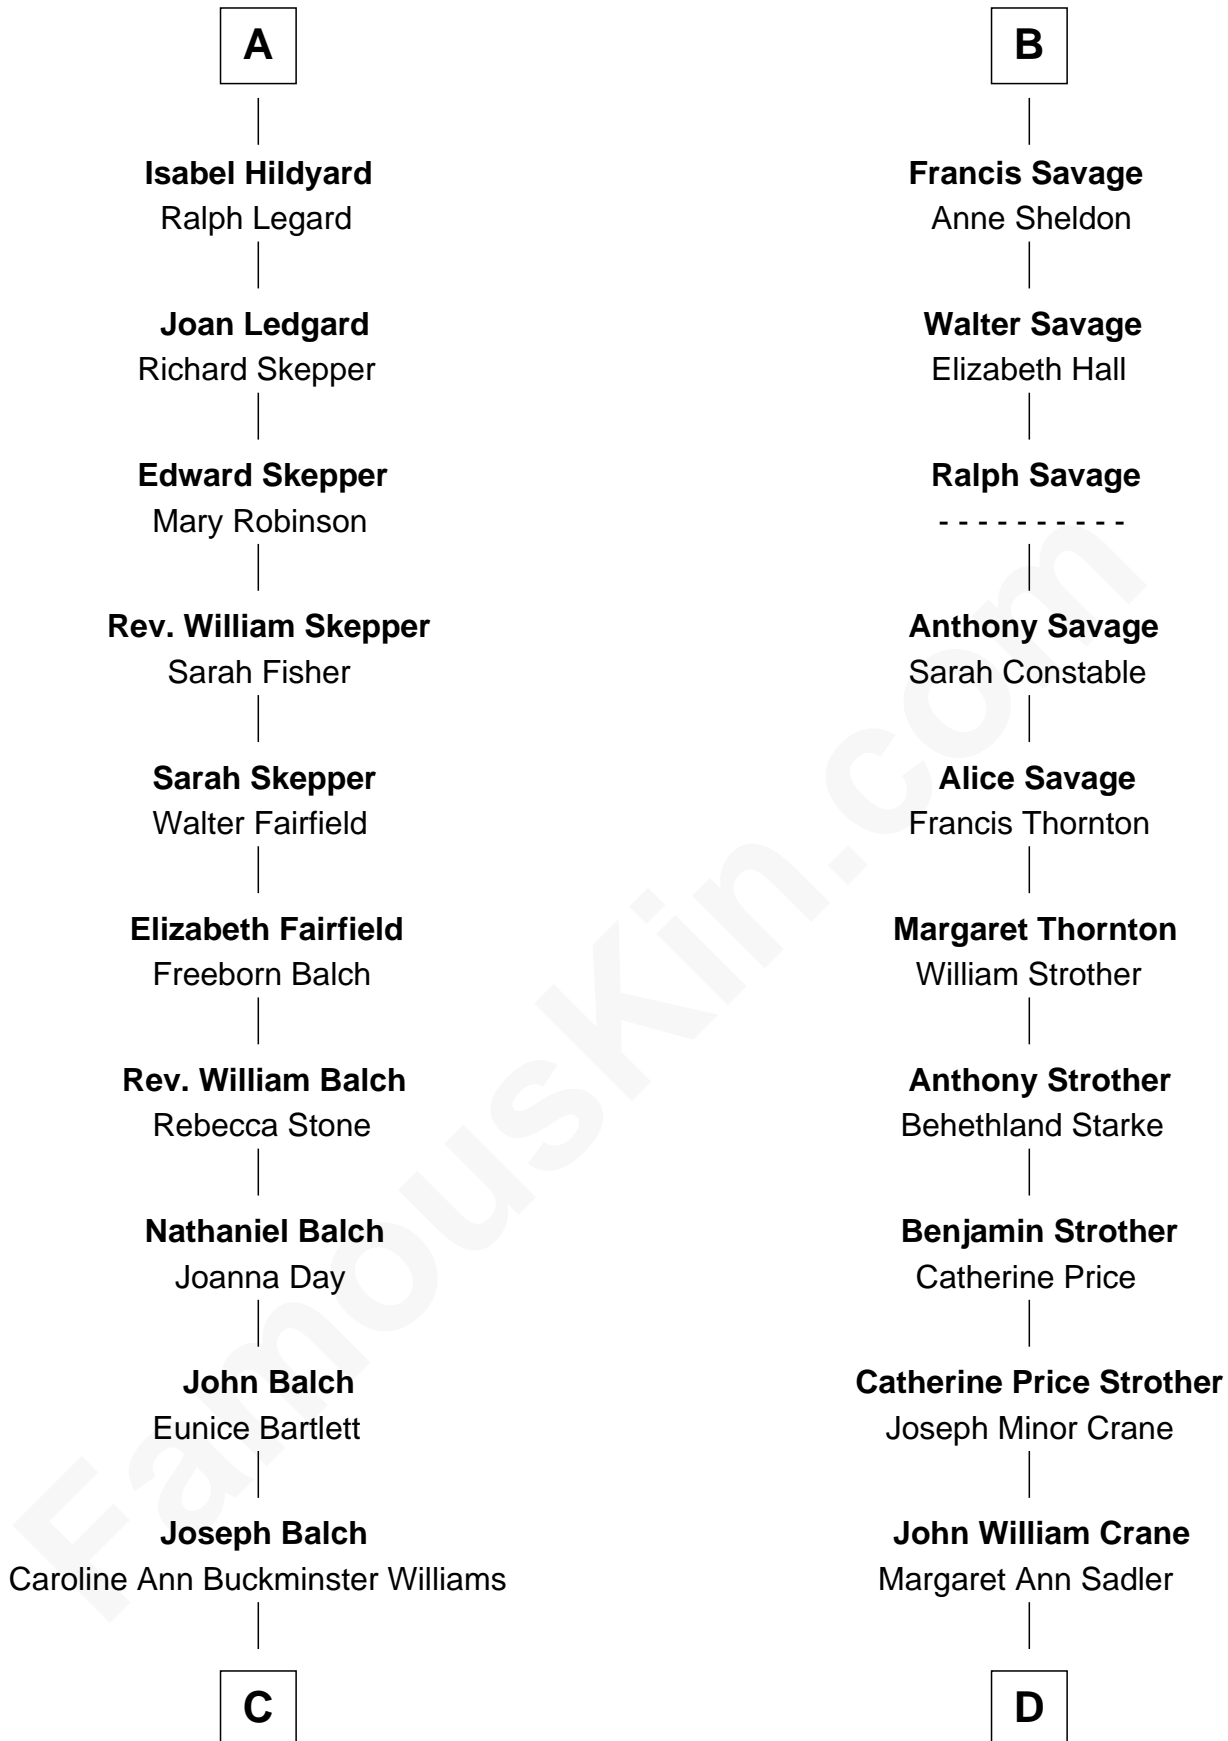 A
Isabel Hildyard
Ralph Legard
Joan Ledgard
Richard Skepper
Edward Skepper
Mary Robinson
Rev. William Skepper
Sarah Fisher
Sarah Skepper
Walter Fairfield
Elizabeth Fairfield
Freeborn Balch
Rev. William Balch
Rebecca Stone
Nathaniel Balch
Joanna Day
John Balch
Eunice Bartlett
Joseph Balch
Caroline Ann Buckminster Williams
C
B
Francis Savage
Anne Sheldon
Walter Savage
Elizabeth Hall
Ralph Savage
- - - - - - - - - -
Anthony Savage
Sarah Constable
Alice Savage
Francis Thornton
Margaret Thornton
William Strother
Anthony Strother
Behethland Starke
Benjamin Strother
Catherine Price
Catherine Price Strother
Joseph Minor Crane
John William Crane
Margaret Ann Sadler
D
FamousKin.com